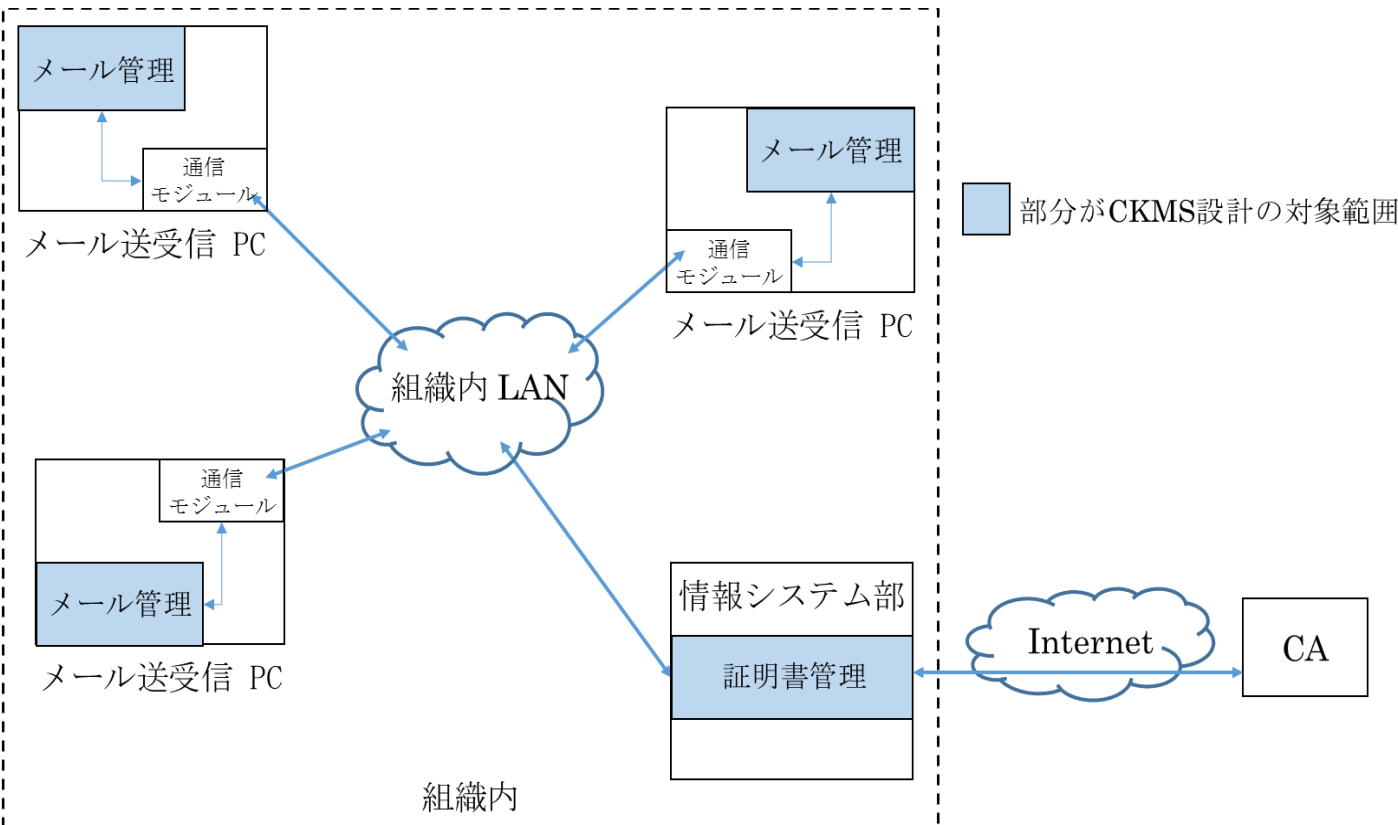 メール管理
通信
モジュール
メール送受信 PC
メール管理
通信
モジュール
メール送受信 PC
部分がCKMS設計の対象範囲
組織内 LAN
通信
モジュール
メール管理
メール送受信 PC
情報システム部
証明書管理
Internet
CA
組織内